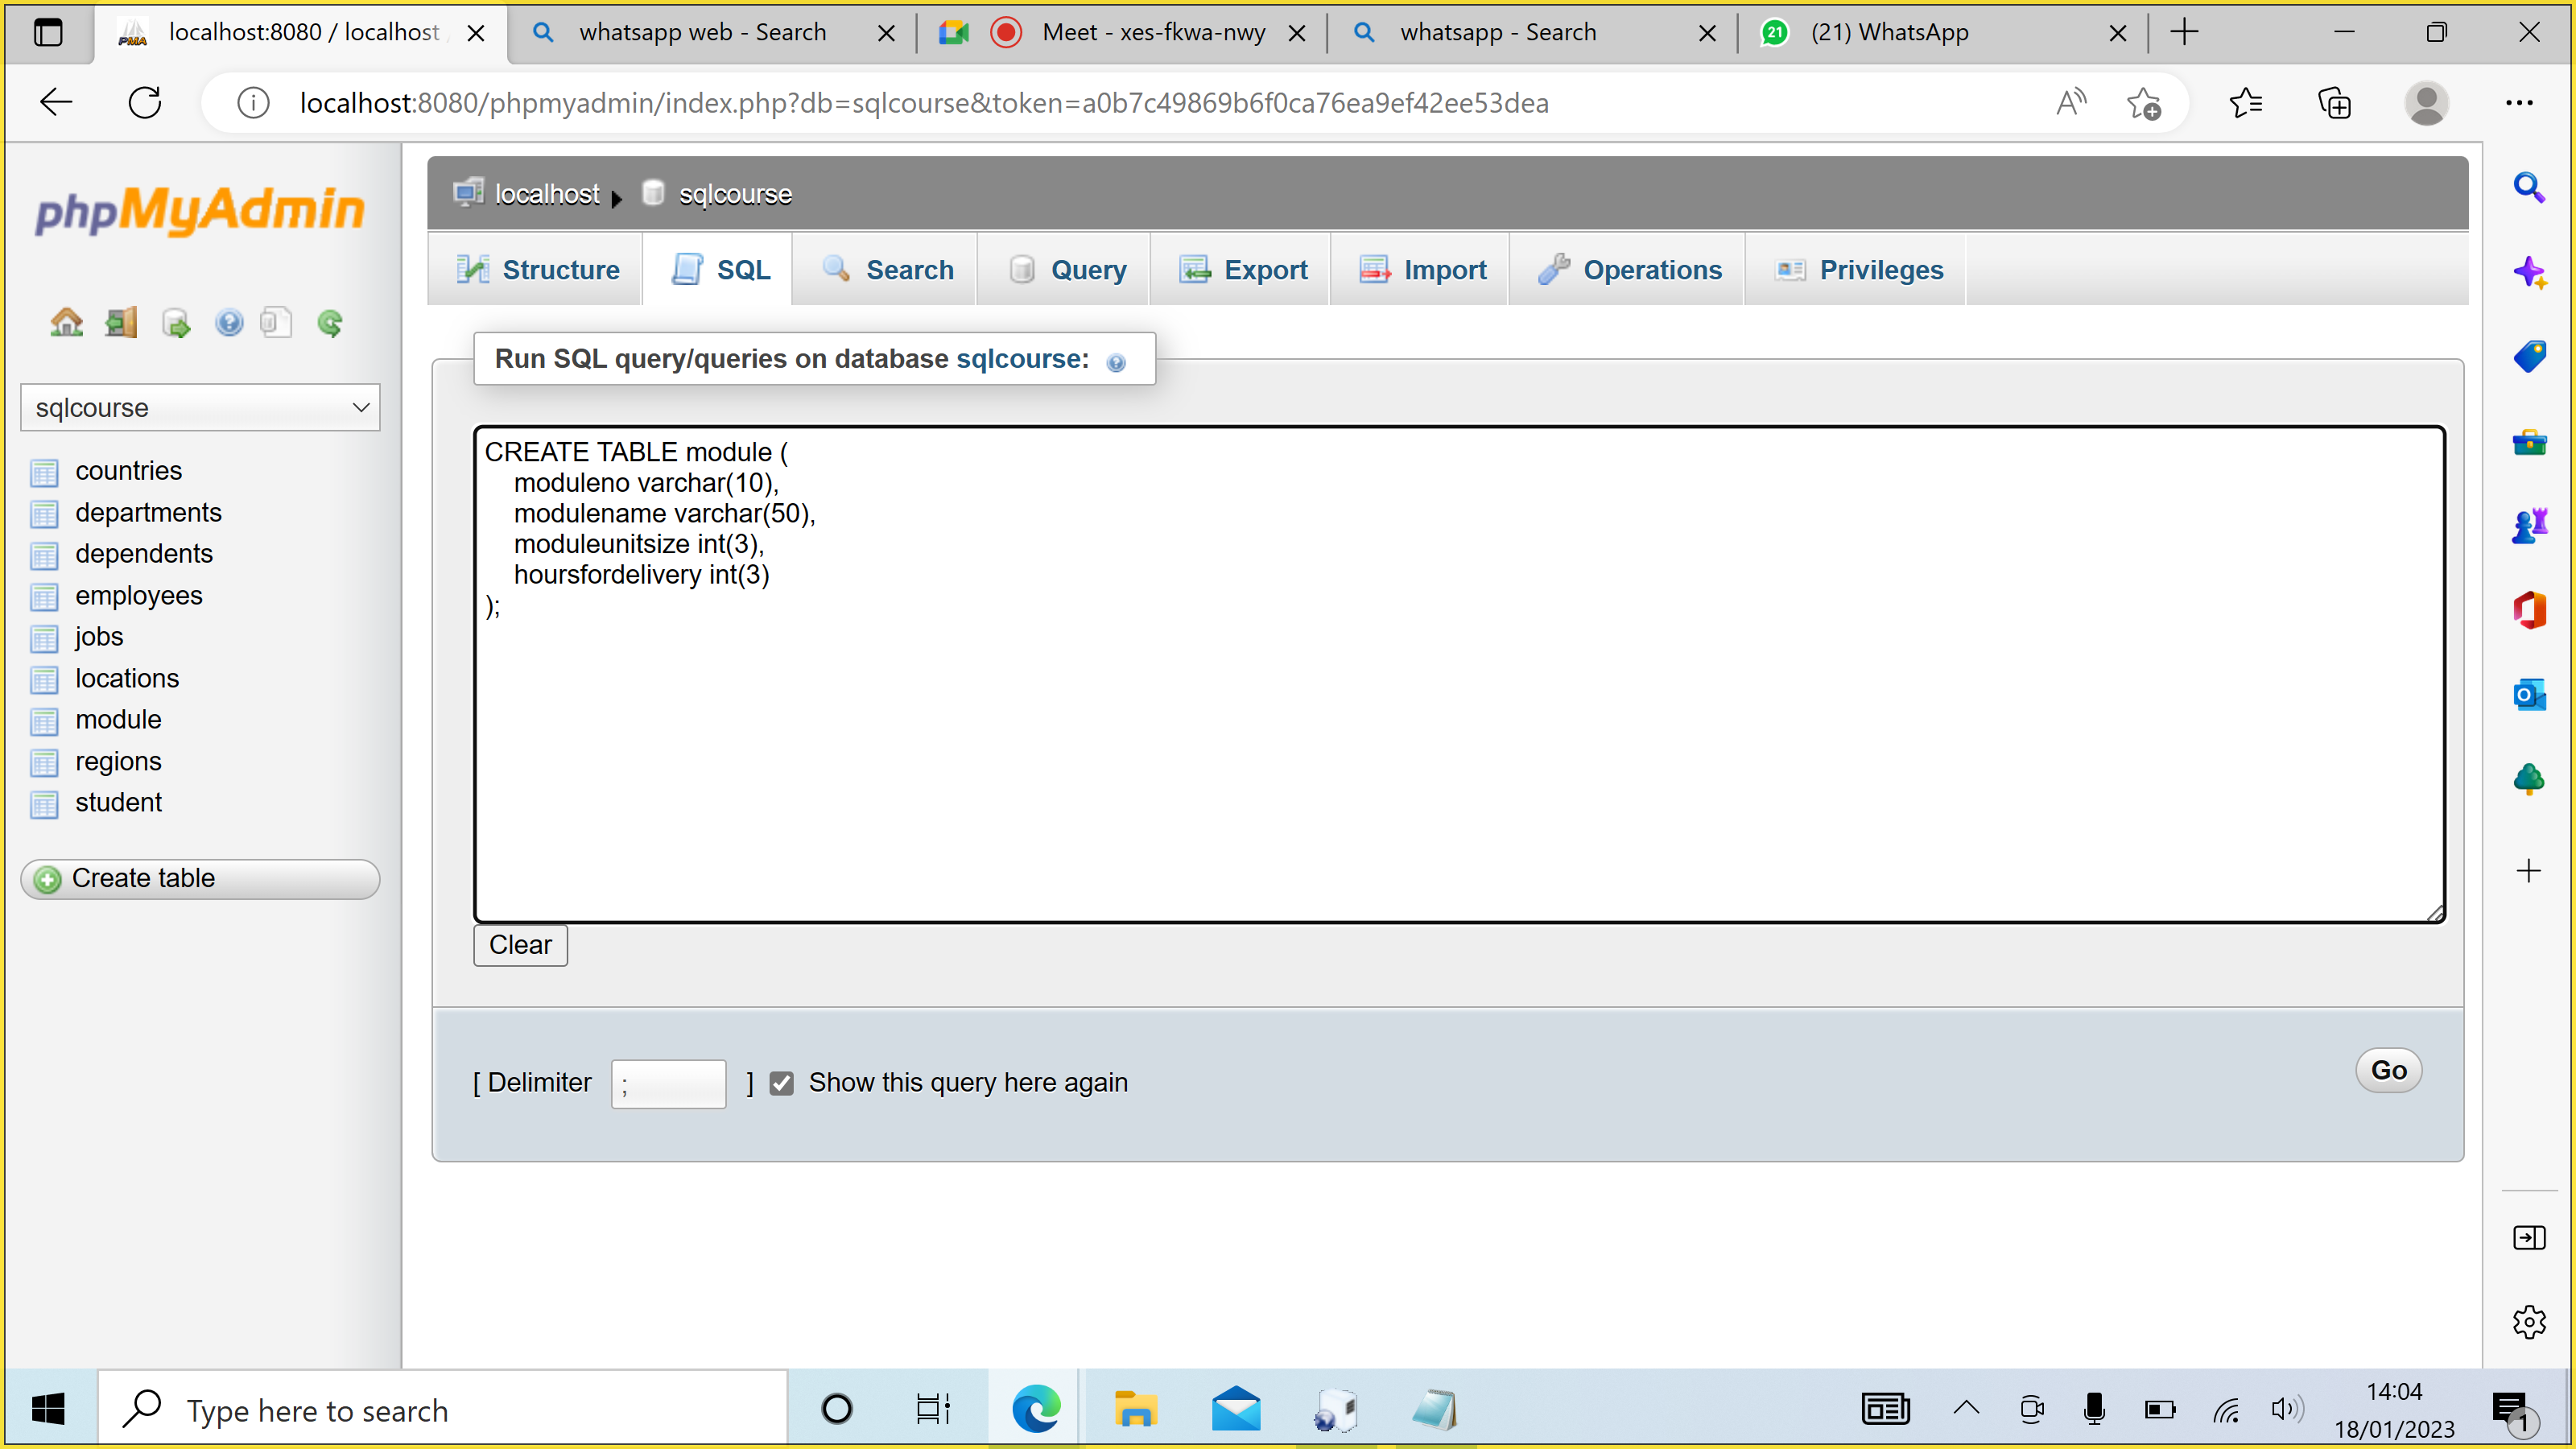 localhost:8080 / localhost
whatsapp web - Search
Meet - xes-fkwa-nwy
whatsapp - Search
21
(21) WhatsApp
localhost:8080/phpmyadmin/index.php?db=sqlcourse&token=a0b7c49869b6f0ca76ea9ef42ee53dea
phpMyAdmin
localhost
sqlcourse
Structure
SQL
Search
Query
Export
Import
Operations
Privileges
sqlcourse
countries
departments
dependents
employees
jobs
locations
module
regions
student
Create table
Run SQL query/queries on database sqlcourse:
CREATE TABLE module (
moduleno varchar(10),
modulename varchar(50),
moduleunitsize int(3),
hoursfordelivery int(3)
);
Clear
[ Delimiter ; ] Show this query here again
Go
Type here to search
14:04
18/01/2023
1